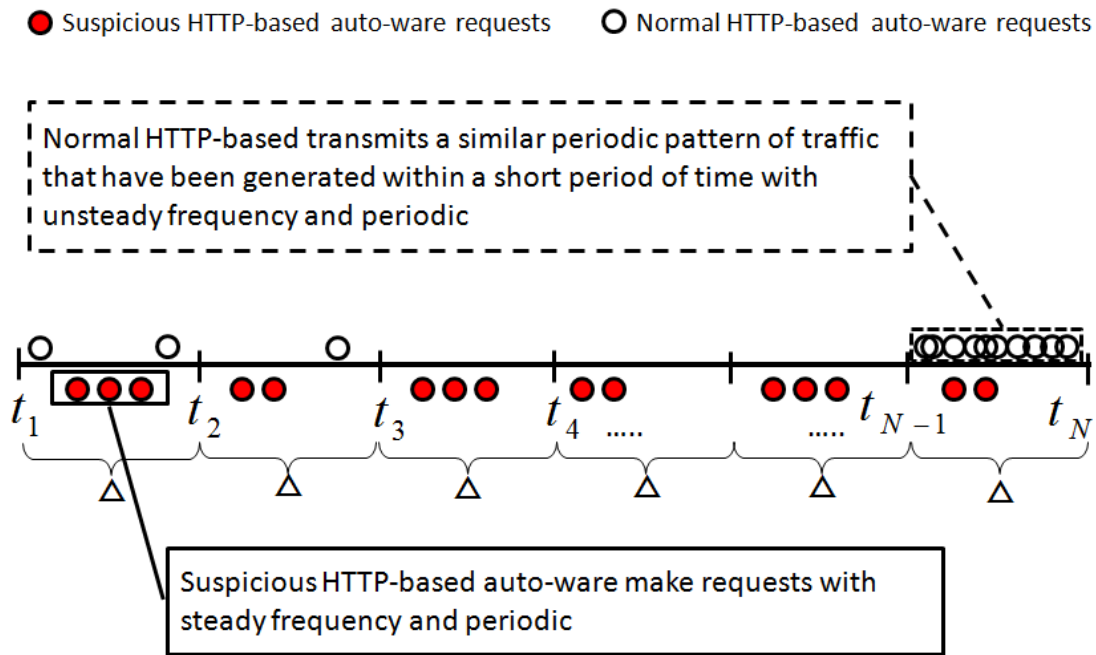 Suspicious HTTP-based auto-ware requests
Normal HTTP-based auto-ware requests
Normal HTTP-based transmits a similar periodic pattern of traffic
that have been generated within a short period of time with
unsteady frequency and periodic
t1 t2 t3 t4 ..... ..... tN−1 tN
Δ Δ Δ Δ Δ Δ
Suspicious HTTP-based auto-ware make requests with
steady frequency and periodic